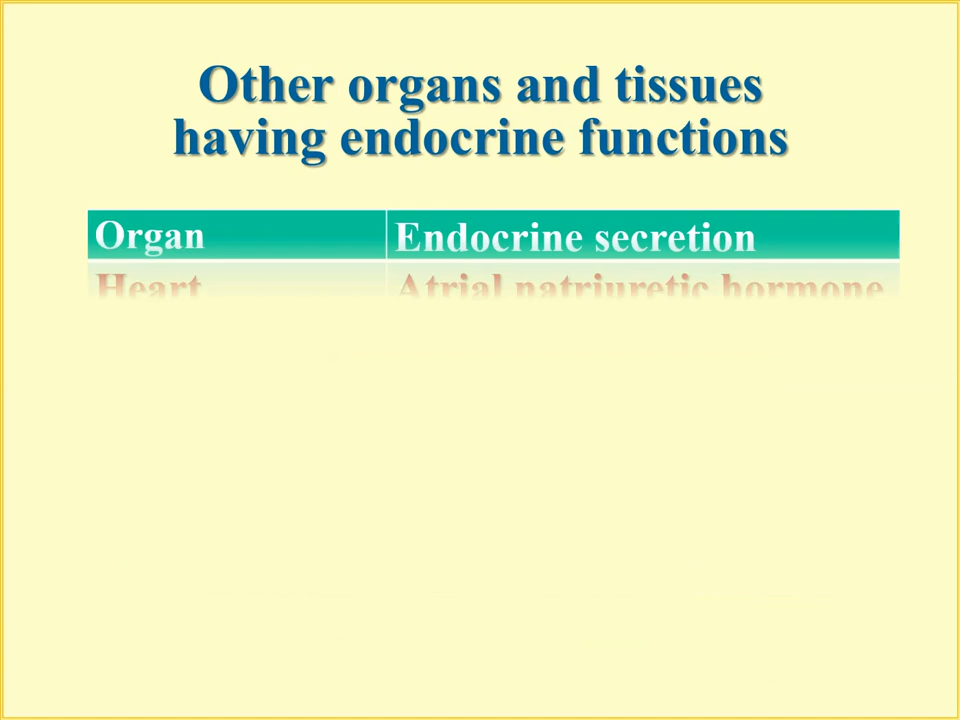 Other organs and tissues
having endocrine functions
Organ Endocrine secretion
Heart Atrial natriuretic hormone